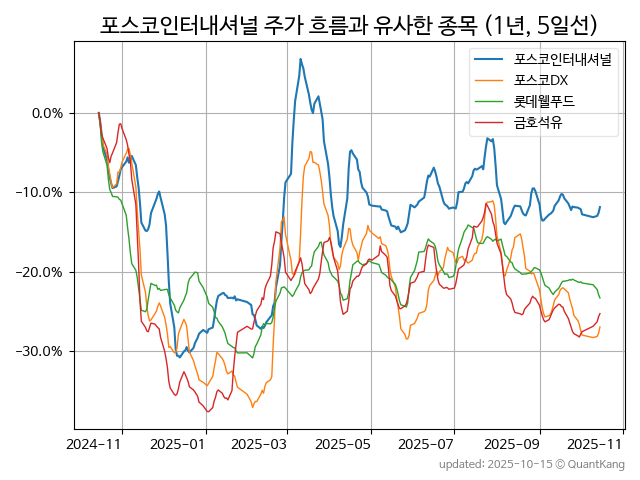 포스코인터내셔널 주가 흐름과 유사한 종목 (1년, 5일선)
포스코인터내셔널
포스코DX
롯데웰푸드
금호석유
0.0%
−10.0%
−20.0%
−30.0%
2024-11
2025-01
2025-03
2025-05
2025-07
2025-09
2025-11
updated: 2025-10-15 ⓒ QuantKang